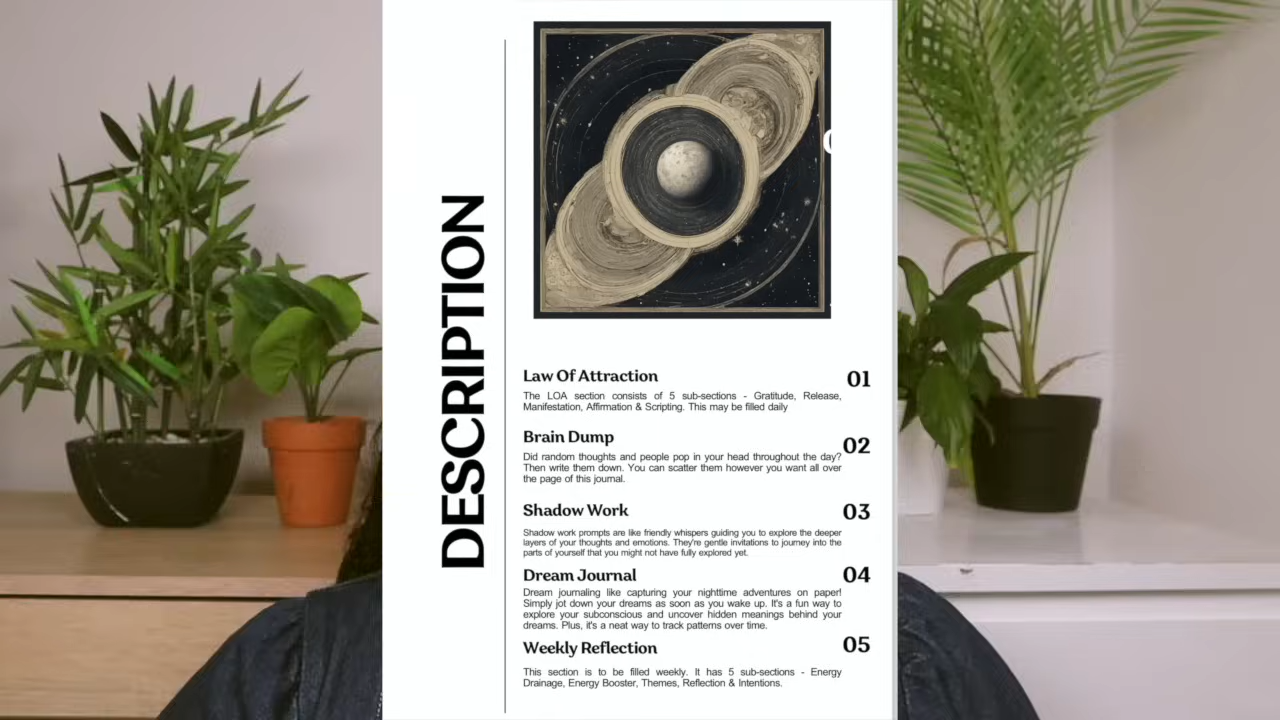 DESCRIPTION
Law Of Attraction
01
The LOA section consists of 5 sub-sections - Gratitude, Release,
Manifestation, Affirmation & Scripting. This may be filled daily
Brain Dump
02
Did random thoughts and people pop in your head throughout the day?
Then write them down. You can scatter them however you want all over
the page of this journal.
Shadow Work
03
Shadow work prompts are like friendly whispers guiding you to explore the deeper
layers of your thoughts and emotions. They're gentle invitations to journey into the
parts of yourself that you might not have fully explored yet.
Dream Journal
04
Dream journaling like capturing your nighttime adventures on paper!
Simply jot down your dreams as soon as you wake up. It's a fun way to
explore your subconscious and uncover hidden meanings behind your
dreams. Plus, it's a neat way to track patterns over time.
Weekly Reflection
05
This section is to be filled weekly. It has 5 sub-sections - Energy
Drainage, Energy Booster, Themes, Reflection & Intentions.